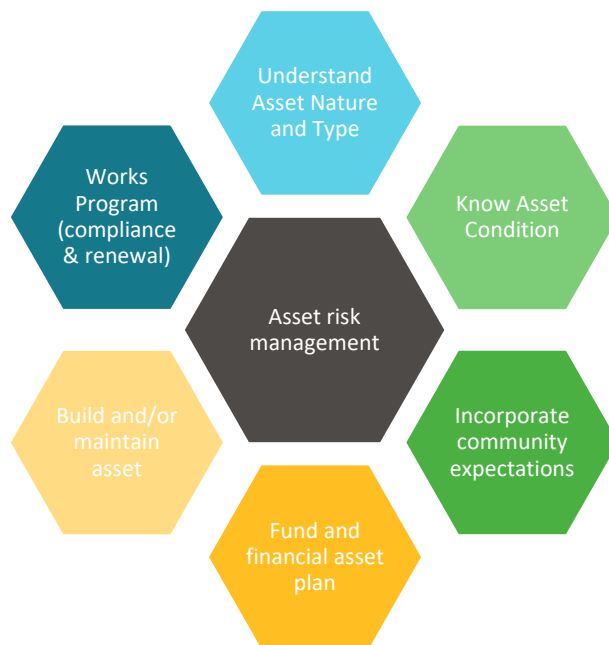 Understand
Asset Nature
and Type
Works
Program
(compliance
& renewal)
Know Asset
Condition
Asset risk
management
Build and/or
maintain
asset
Incorporate
community
expectations
Fund and
financial asset
plan